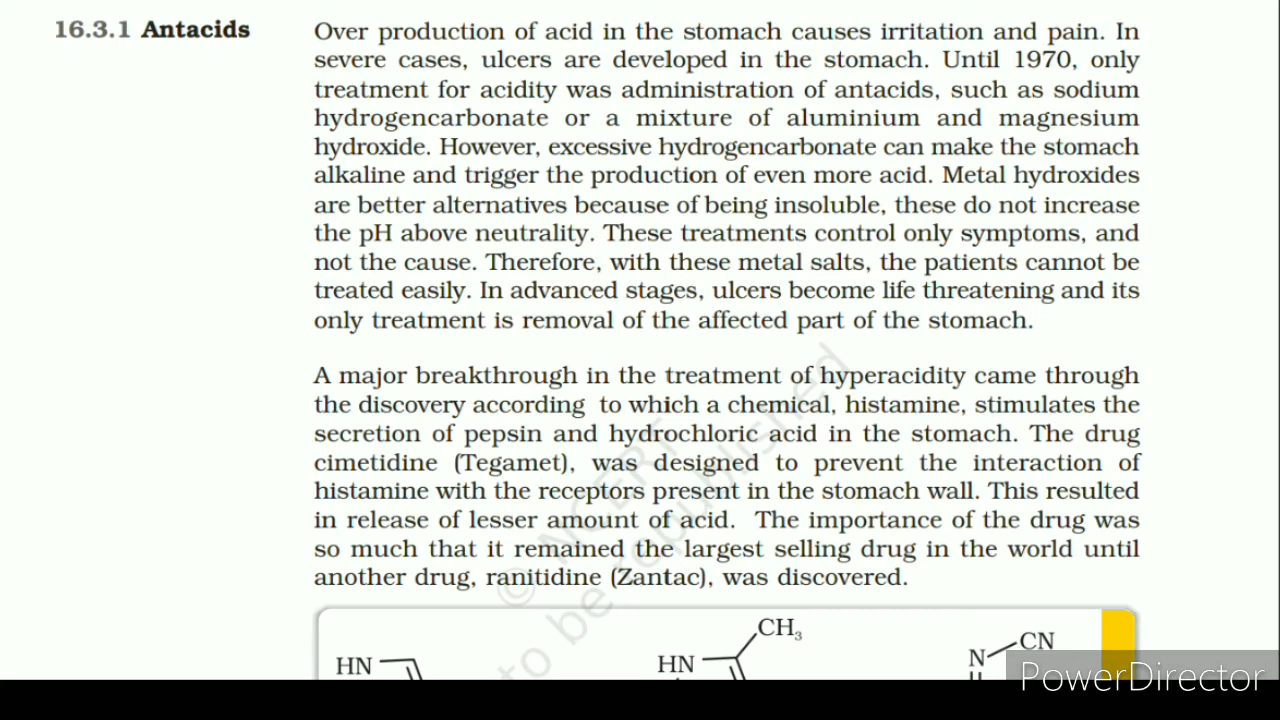 16.3.1 Antacids
Over production of acid in the stomach causes irritation and pain. In
severe cases, ulcers are developed in the stomach. Until 1970, only
treatment for acidity was administration of antacids, such as sodium
hydrogencarbonate or a mixture of aluminium and magnesium
hydroxide. However, excessive hydrogencarbonate can make the stomach
alkaline and trigger the production of even more acid. Metal hydroxides
are better alternatives because of being insoluble, these do not increase
the pH above neutrality. These treatments control only symptoms, and
not the cause. Therefore, with these metal salts, the patients cannot be
treated easily. In advanced stages, ulcers become life threatening and its
only treatment is removal of the affected part of the stomach.
A major breakthrough in the treatment of hyperacidity came through
the discovery according to which a chemical, histamine, stimulates the
secretion of pepsin and hydrochloric acid in the stomach. The drug
cimetidine (Tegamet), was designed to prevent the interaction of
histamine with the receptors present in the stomach wall. This resulted
in release of lesser amount of acid. The importance of the drug was
so much that it remained the largest selling drug in the world until
another drug, ranitidine (Zantac), was discovered.
© NCERT
to be republished
CH₃
HN
HN
CN
N
PowerDirector